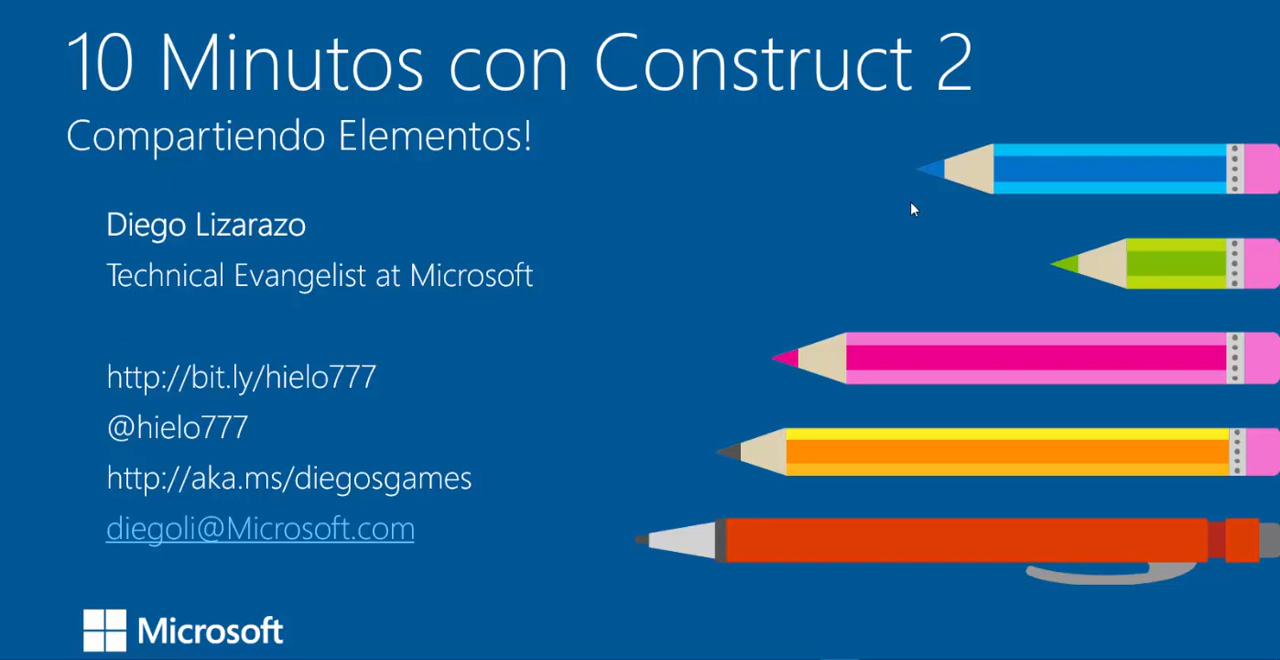 10 Minutos con Construct 2
Compartiendo Elementos!
Diego Lizarazo
Technical Evangelist at Microsoft
http://bit.ly/hielo777
@hielo777
http://aka.ms/diegosgames
diegoli@Microsoft.com
Microsoft